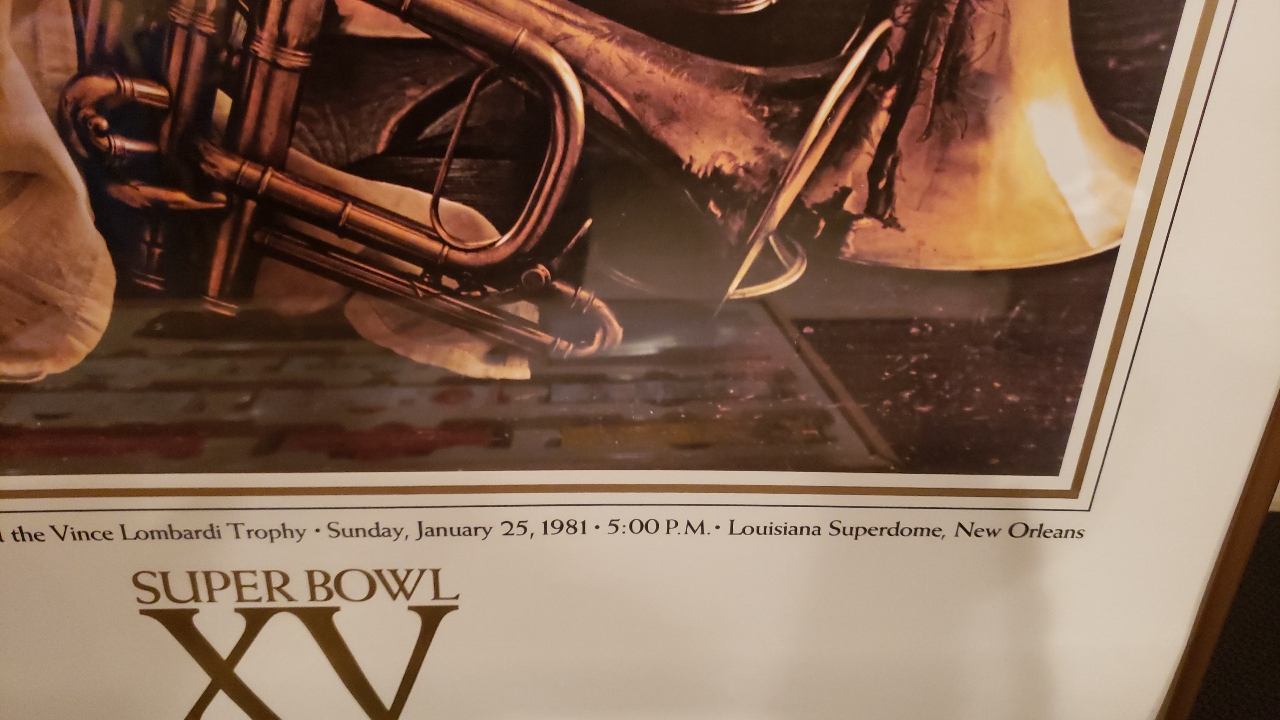 the Vince Lombardi Trophy • Sunday, January 25, 1981 • 5:00 P.M. • Louisiana Superdome, New Orleans
SUPER BOWL
XV